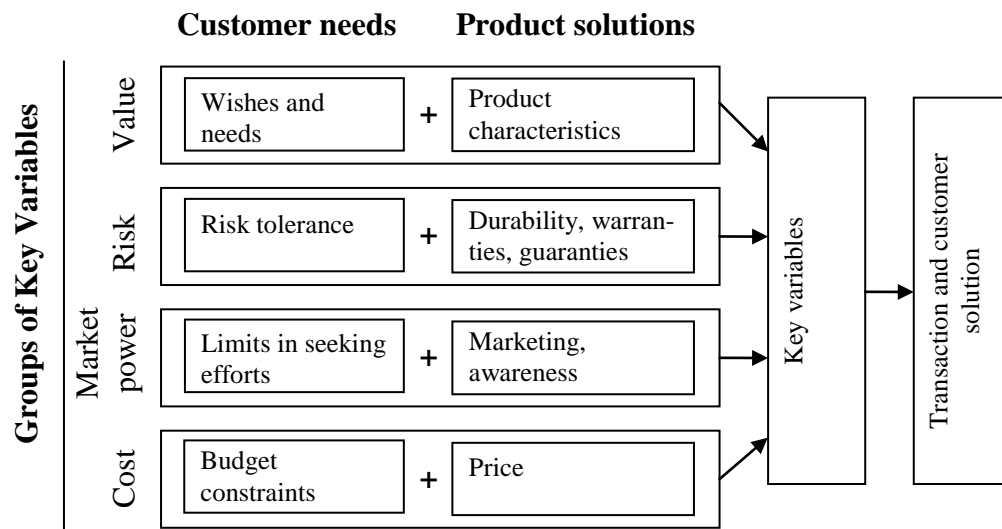 Customer needs
Product solutions
Groups of Key Variables
Value
Wishes and
needs
+
Product
characteristics
Risk
Risk tolerance
+
Durability, warran-
ties, guaranties
Market
power
Limits in seeking
efforts
+
Marketing,
awareness
Cost
Budget
constraints
+
Price
Key variables
Transaction and customer
solution